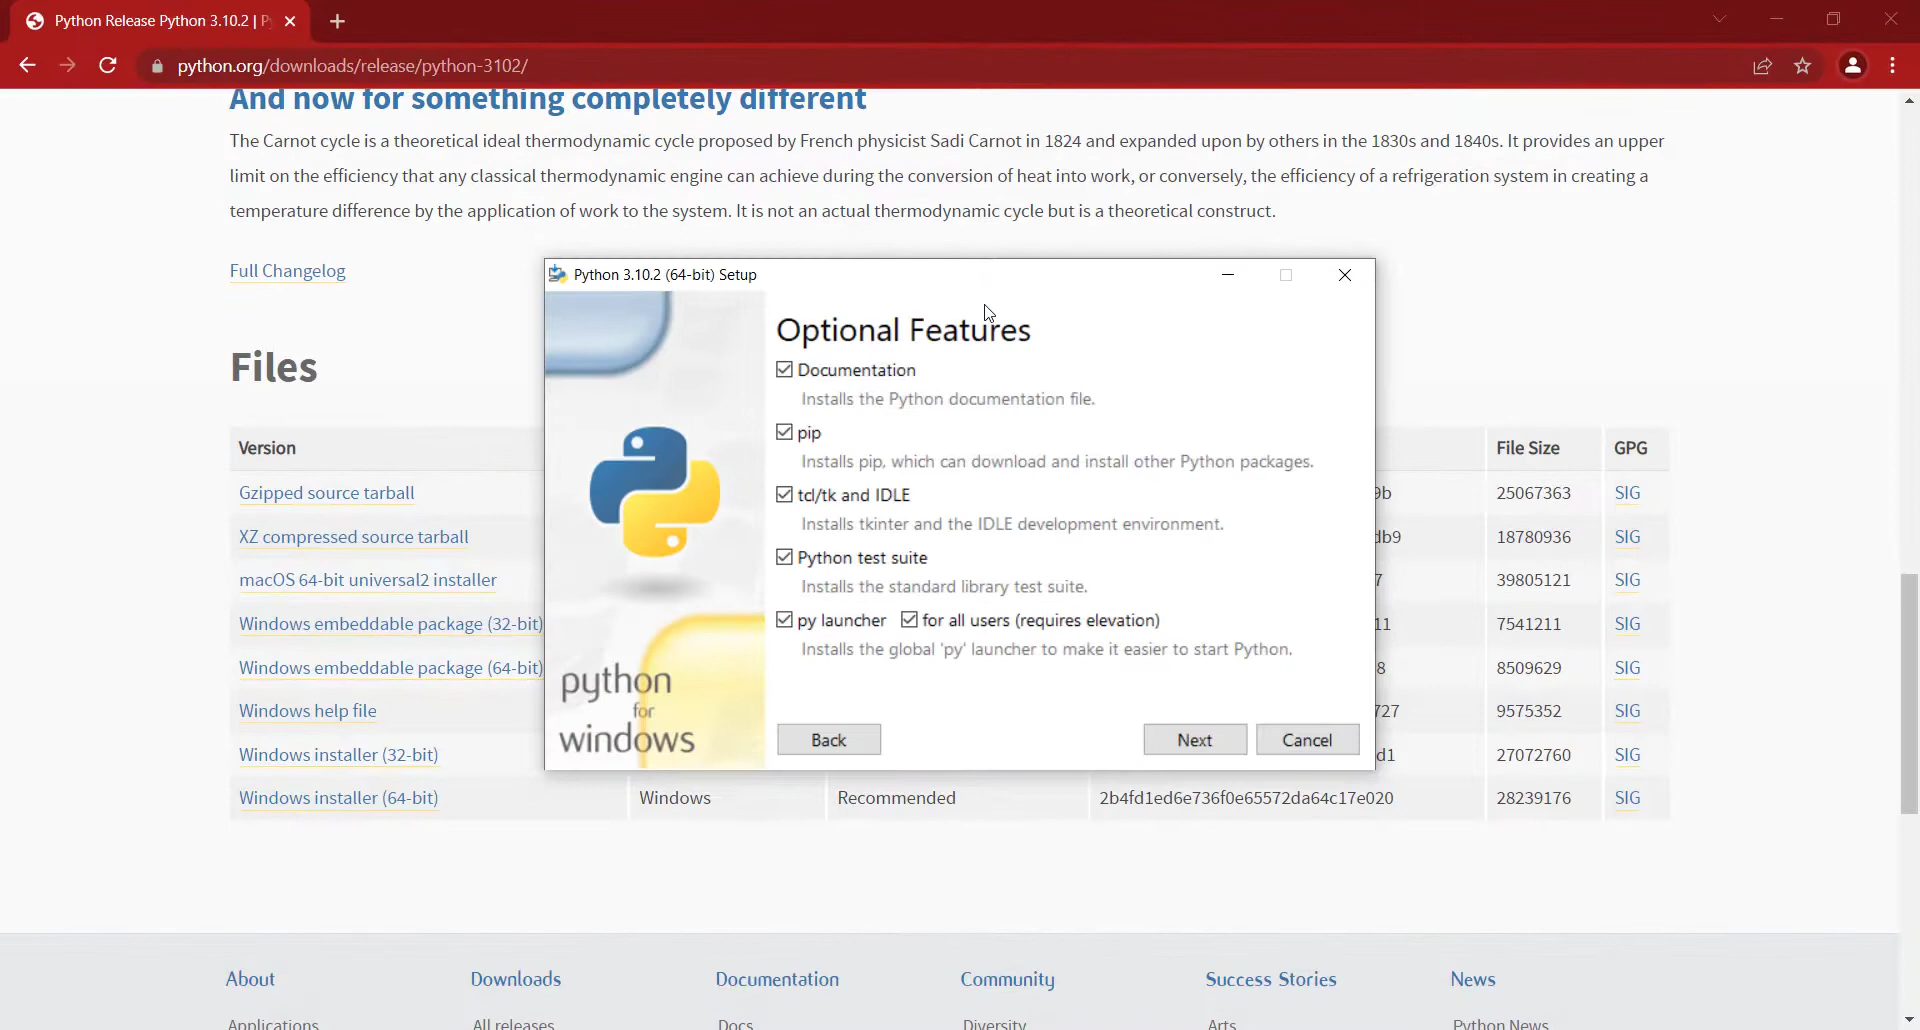 Python Release Python 3.10.2 | P
python.org/downloads/release/python-3102/
And now for something completely different
The Carnot cycle is a theoretical ideal thermodynamic cycle proposed by French physicist Sadi Carnot in 1824 and expanded upon by others in the 1830s and 1840s. It provides an upper
limit on the efficiency that any classical thermodynamic engine can achieve during the conversion of heat into work, or conversely, the efficiency of a refrigeration system in creating a
temperature difference by the application of work to the system. It is not an actual thermodynamic cycle but is a theoretical construct.
Full Changelog
Files
Python 3.10.2 (64-bit) Setup
Optional Features
Documentation
Installs the Python documentation file.
pip
Installs pip, which can download and install other Python packages.
tcl/tk and IDLE
Installs tkinter and the IDLE development environment.
Python test suite
Installs the standard library test suite.
py launcher for all users (requires elevation)
Installs the global 'py' launcher to make it easier to start Python.
python
for
windows
Back Next Cancel
Version File Size GPG
Gzipped source tarball 9b 25067363 SIG
XZ compressed source tarball db9 18780936 SIG
macOS 64-bit universal2 installer 7 39805121 SIG
Windows embeddable package (32-bit) 11 7541211 SIG
Windows embeddable package (64-bit) 8 8509629 SIG
Windows help file 727 9575352 SIG
Windows installer (32-bit) d1 27072760 SIG
Windows installer (64-bit) Windows Recommended 2b4fd1ed6e736f0e65572da64c17e020 28239176 SIG
About Downloads Documentation Community Success Stories News
Applications All releases Docs Diversity Arts Python News